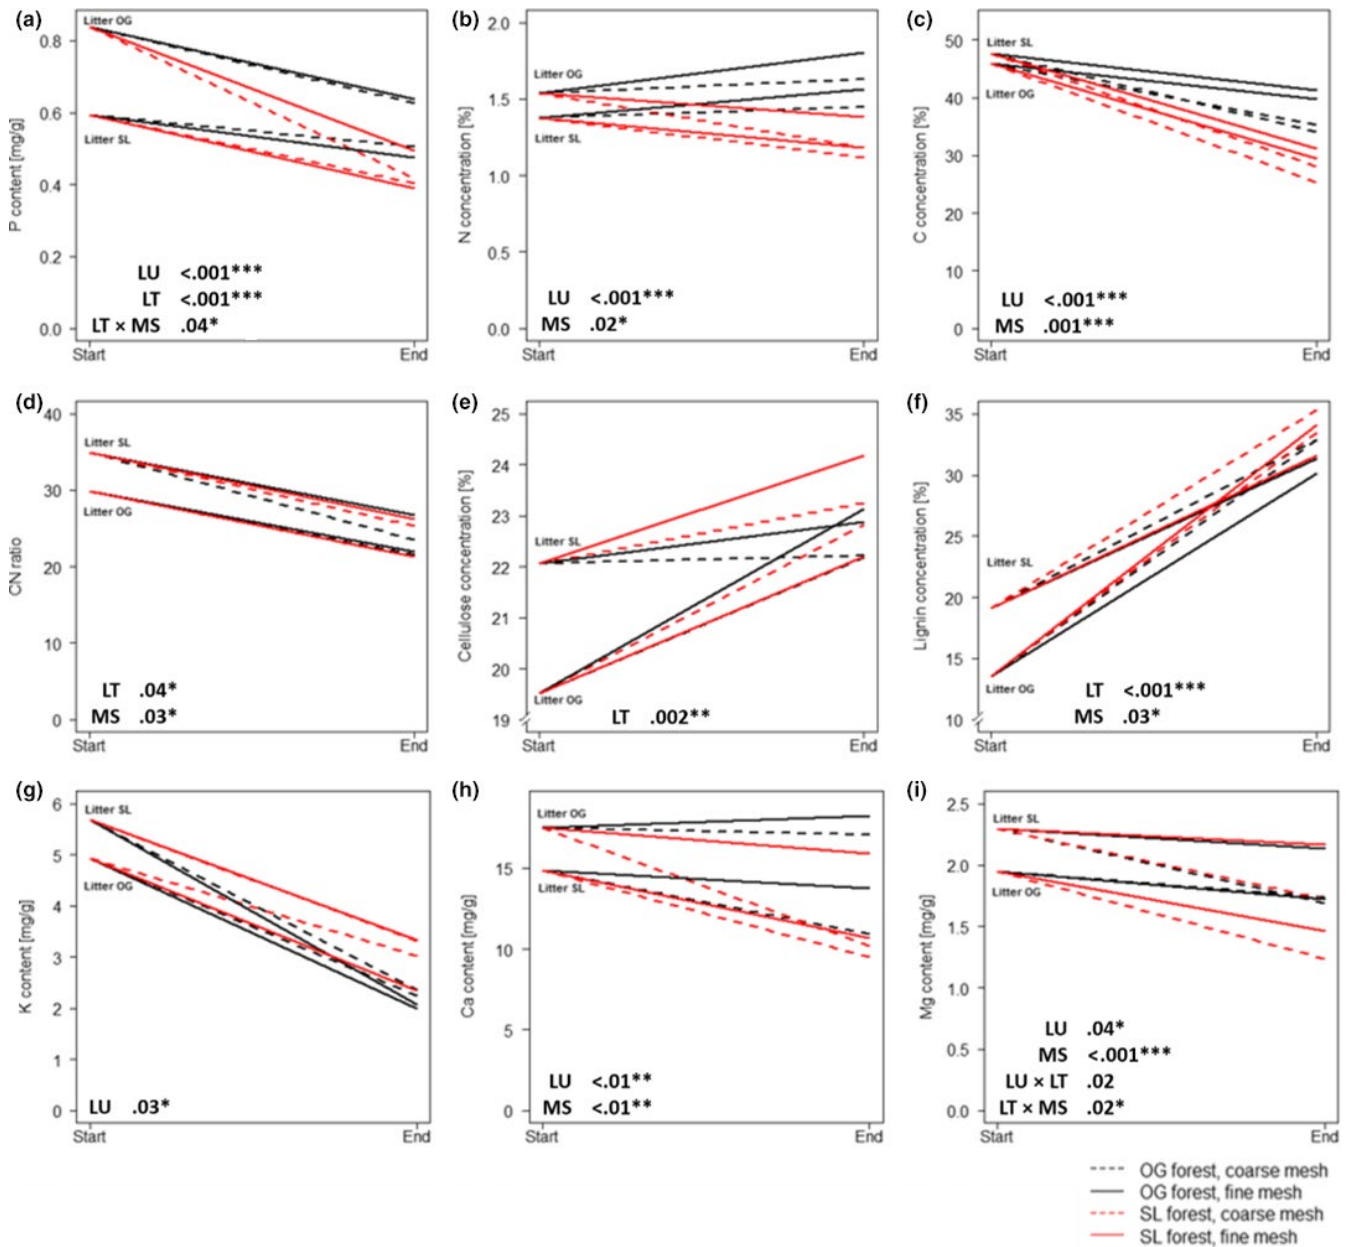 (a)
Litter OG
0.8
0.6
Litter SL
0.4
0.2
0.0
P content [mg/g]
LU <.001***
LT <.001***
LT × MS .04*
Start End
(b)
2.0
Litter OG
1.5
Litter SL
1.0
0.5
0.0
N concentration [%]
LU <.001***
MS .02*
Start End
(c)
50
Litter SL
40
Litter OG
30
20
10
0
C concentration [%]
LU <.001***
MS .001***
Start End
(d)
40
Litter SL
30
Litter OG
20
10
0
CN ratio
LT .04*
MS .03*
Start End
(e)
25
24
23
Litter SL
22
21
20
Litter OG
19
Cellulose concentration [%]
LT .002**
Start End
(f)
35
30
25
Litter SL
20
15
Litter OG
10
Lignin concentration [%]
LT <.001***
MS .03*
Start End
(g)
6
Litter SL
5
Litter OG
4
3
2
1
0
K content [mg/g]
LU .03*
Start End
(h)
Litter OG
15
Litter SL
10
5
0
Ca content [mg/g]
LU <.01**
MS <.01**
Start End
(i)
2.5
Litter SL
2.0
Litter OG
1.5
1.0
0.5
0.0
Mg content [mg/g]
LU .04*
MS <.001***
LU × LT .02
LT × MS .02*
Start End
OG forest, coarse mesh
OG forest, fine mesh
SL forest, coarse mesh
SL forest, fine mesh